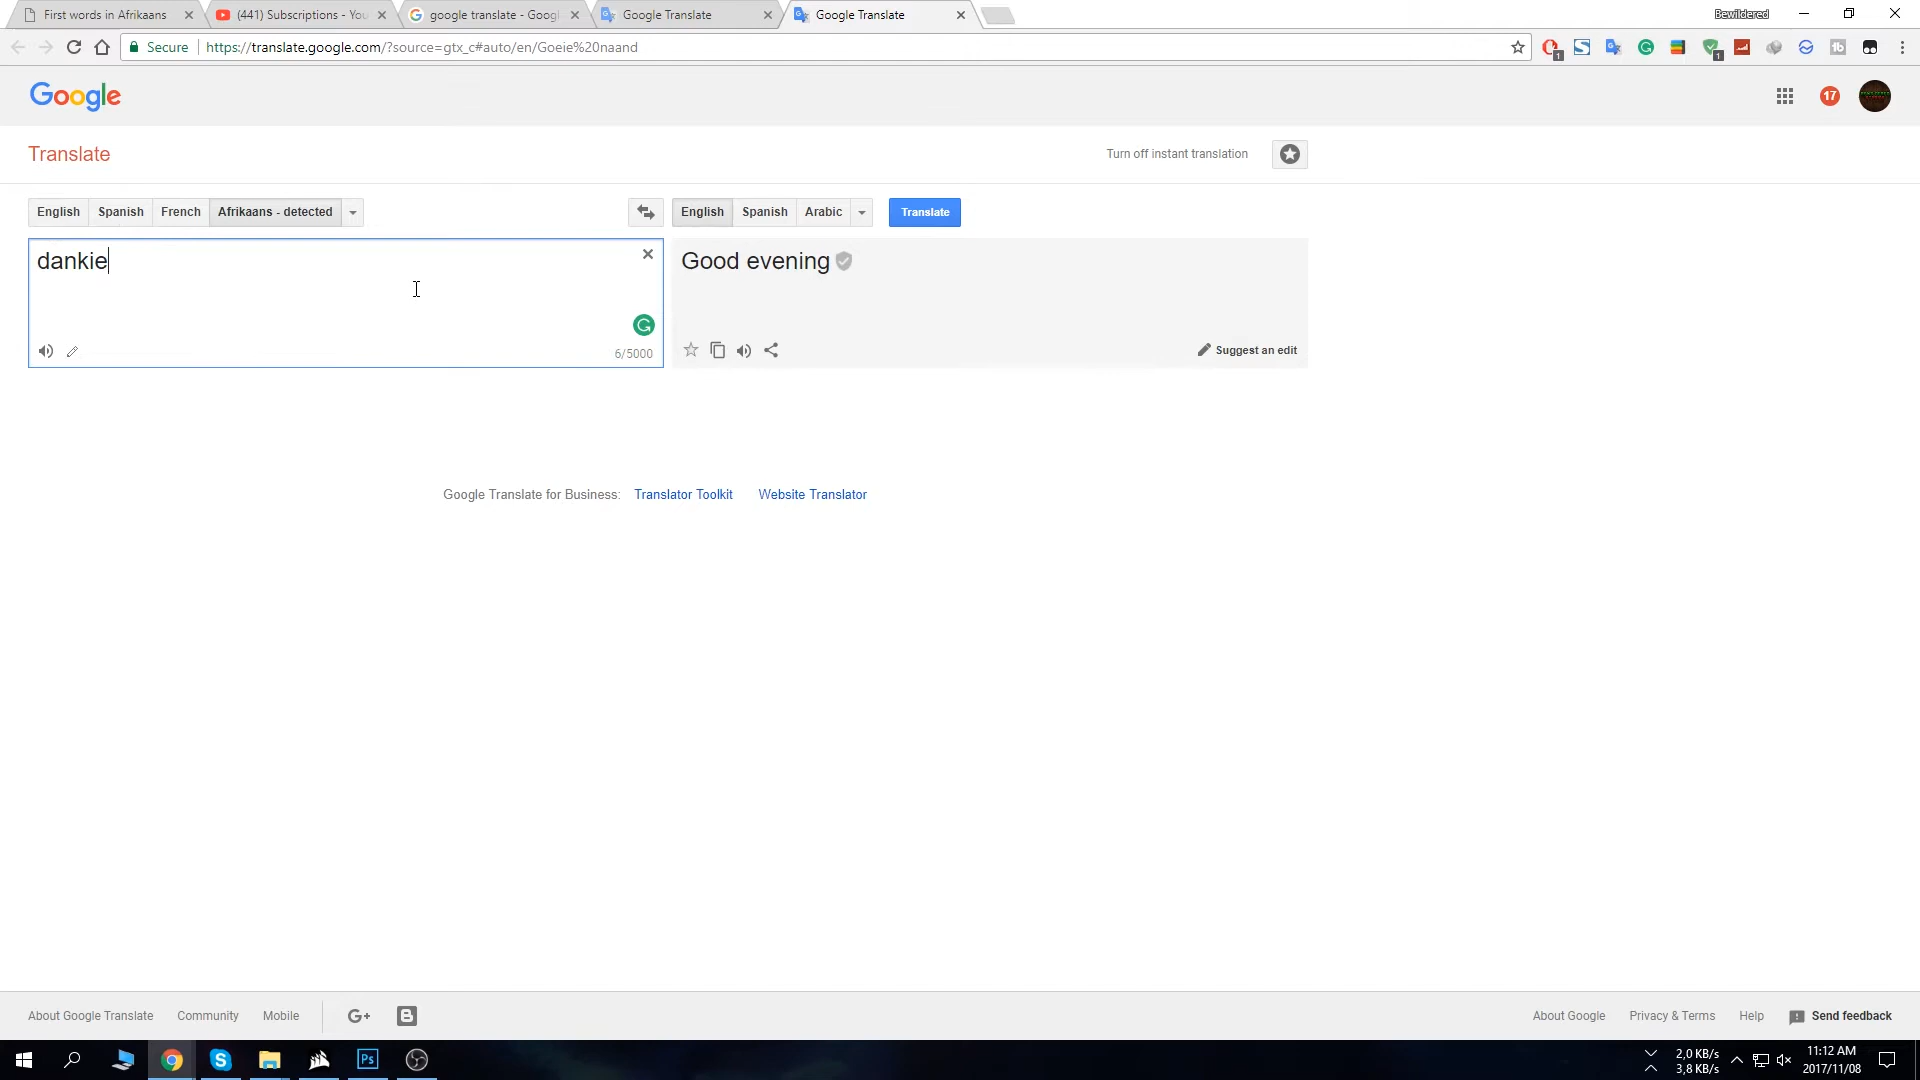 First words in Afrikaans
(441) Subscriptions - You
google translate - Googl
Google Translate
Google Translate
Bewildered
Secure
https://translate.google.com/?source=gtx_c#auto/en/Goeie%20naand
1
1
Google
17
Translate
Turn off instant translation
English
Spanish
French
Afrikaans - detected
English
Spanish
Arabic
Translate
dankie
Good evening
6/5000
Suggest an edit
Google Translate for Business:
Translator Toolkit
Website Translator
About Google Translate
Community
Mobile
G+
About Google
Privacy & Terms
Help
Send feedback
Ps
2,0 KB/s
3,8 KB/s
11:12 AM
2017/11/08